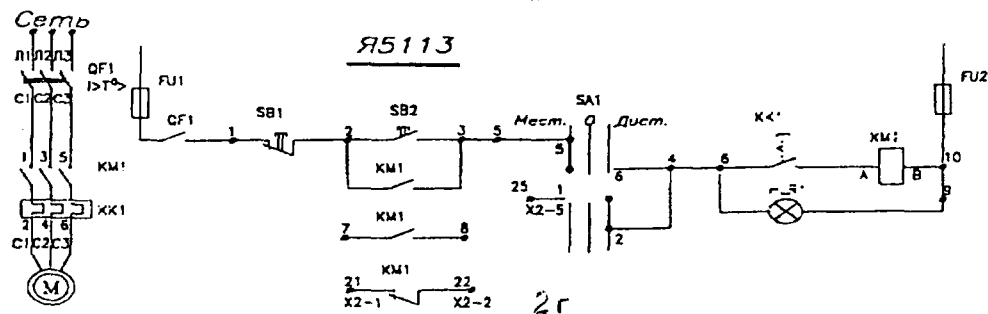 Сеть
Я5113
Л1 Л2 Л3
QF1
I>T°>
C1 C2 C3
FU1
QF1
1
SB1
2
SB2
3
5
KM1
Мест.
SA1
0
Дист.
5
6
4
6
A
KM1
B
10
9
FU2
1 3 5
KM1
KK1
2 4 6
C1 C2 C3
M
7
KM1
8
25
X2-5
1
2
21
KM1
22
X2-1
X2-2
2г